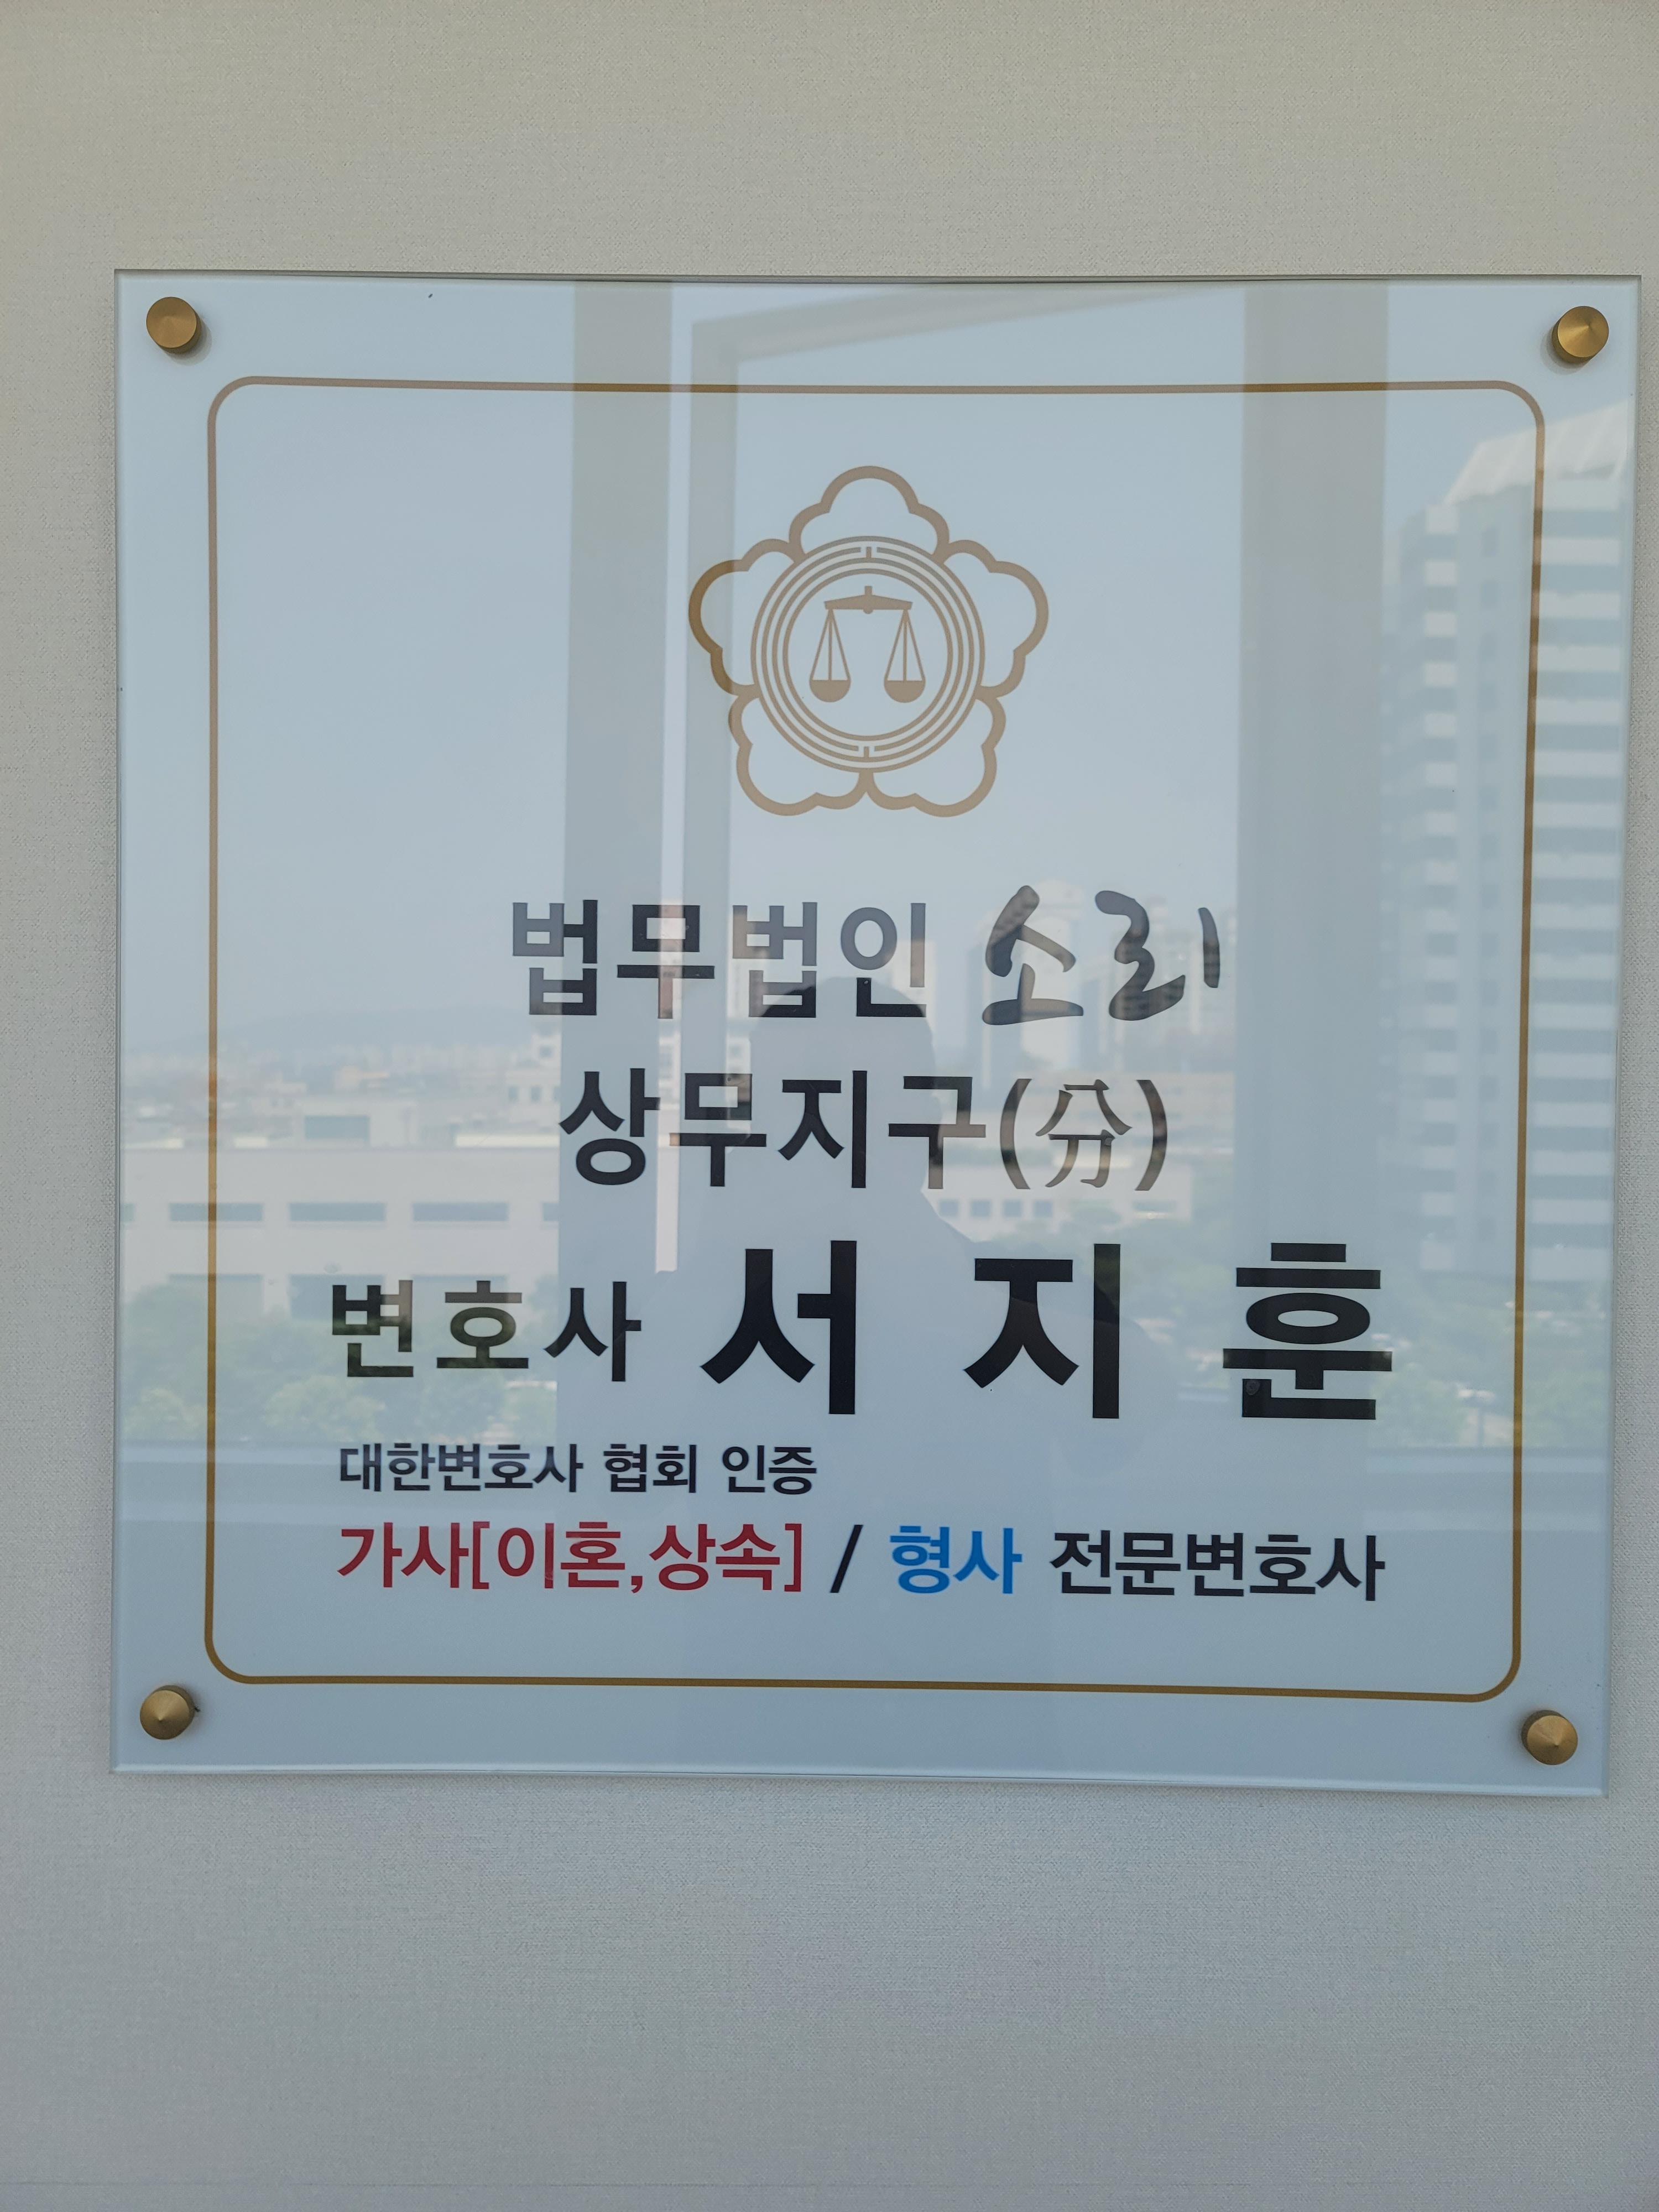 법무법인 소리
상무지구(分)
변호사 서지훈
대한변호사 협회 인증
가사[이혼,상속] / 형사 전문변호사